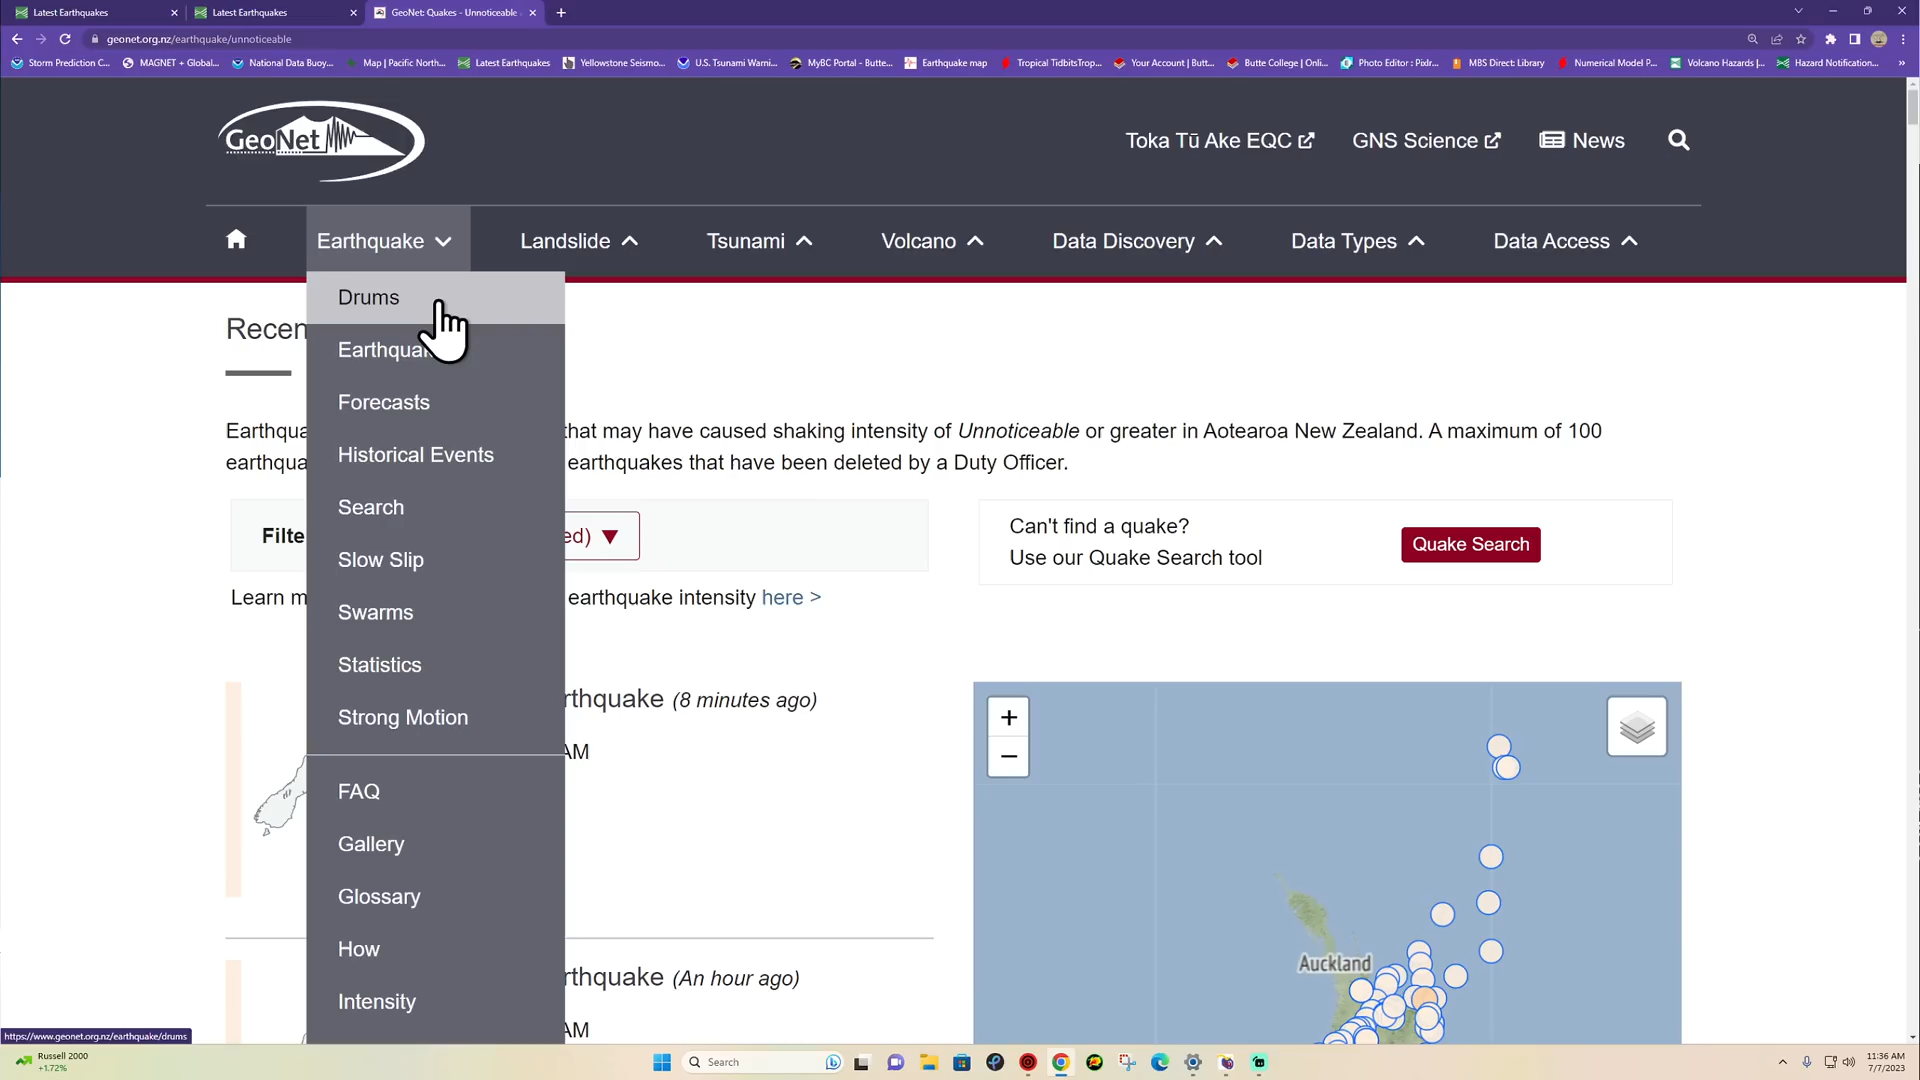 Latest Earthquakes
Latest Earthquakes
GeoNet: Quakes - Unnoticeable
geonet.org.nz/earthquake/unnoticeable
Storm Prediction C...
MAGNET + Global...
National Data Buoy...
Map | Pacific North...
Latest Earthquakes
Yellowstone Seismo...
U.S. Tsunami Warni...
MyBC Portal - Butte...
Earthquake map
Tropical TidbitsTrop...
Your Account | Butt...
Butte College | Onli...
Photo Editor : Pixlr...
MBS Direct: Library
Numerical Model P...
Volcano Hazards |...
Hazard Notification...
GeoNet
Toka Tū Ake EQC
GNS Science
News
Earthquake
Landslide
Tsunami
Volcano
Data Discovery
Data Types
Data Access
Drums
Earthquak
Forecasts
Historical Events
Search
Slow Slip
Swarms
Statistics
Strong Motion
FAQ
Gallery
Glossary
How
Intensity
Recen
Earthqua that may have caused shaking intensity of Unnoticeable or greater in Aotearoa New Zealand. A maximum of 100
earthqua earthquakes that have been deleted by a Duty Officer.
Filte ed) ▼
Can't find a quake?
Use our Quake Search tool
Quake Search
Learn m earthquake intensity here >
rthquake (8 minutes ago)
AM
rthquake (An hour ago)
AM
+
−
Auckland
https://www.geonet.org.nz/earthquake/drums
Russell 2000
+1.72%
Search
11:36 AM
7/7/2023